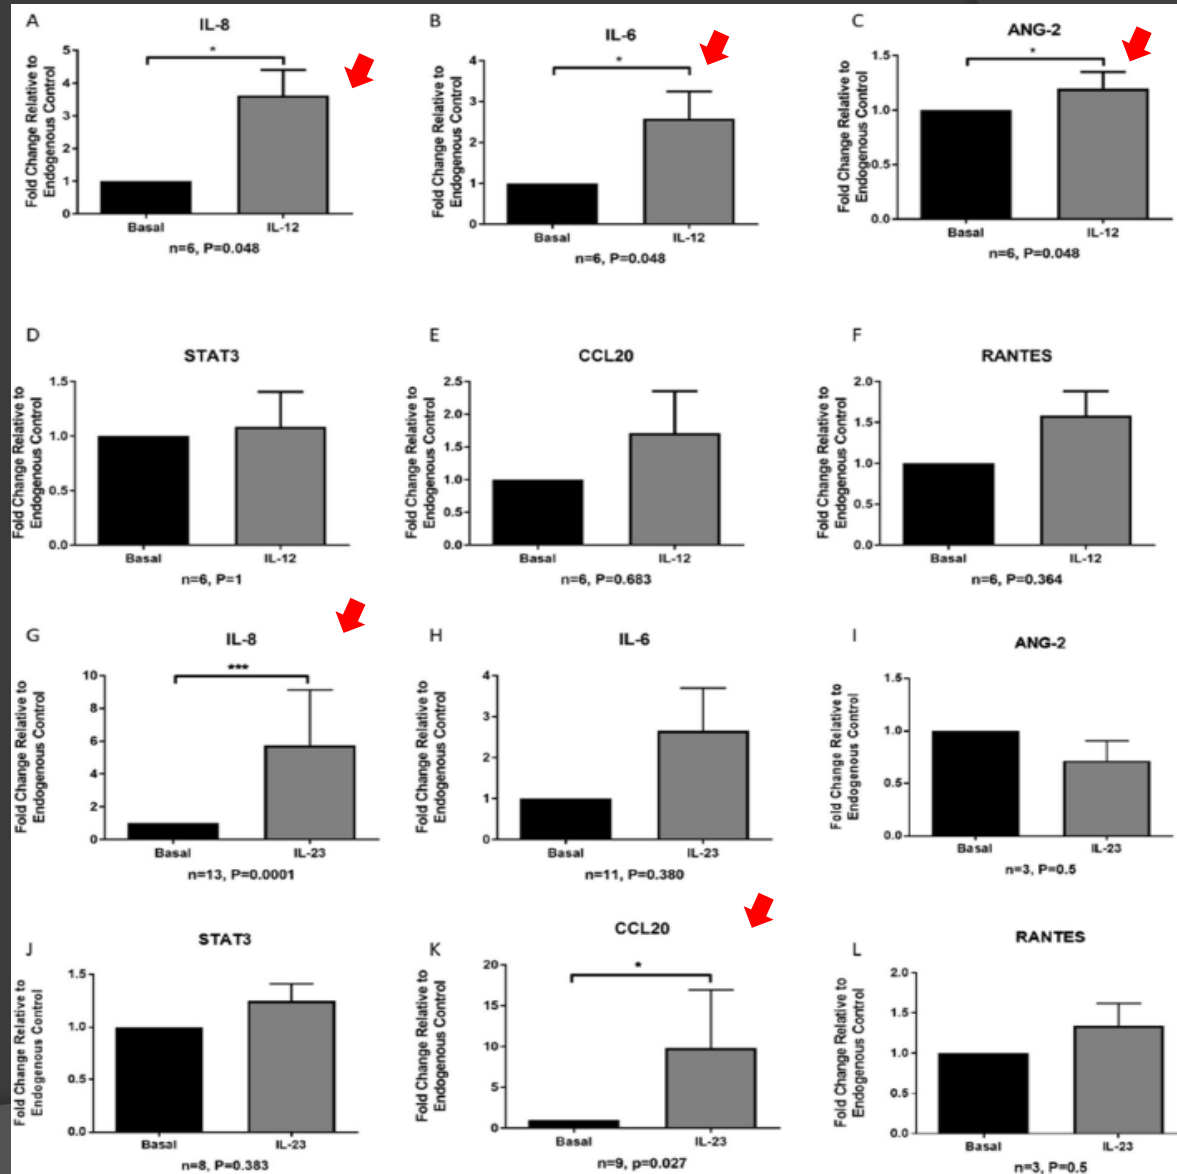 A
IL-8
Fold Change Relative to
Endogenous Control
5
4
3
2
1
0
*
Basal
IL-12
n=6, P=0.048
B
IL-6
Fold Change Relative to
Endogenous Control
4
3
2
1
0
*
Basal
IL-12
n=6, P=0.048
C
ANG-2
Fold Change Relative to
Endogenous Control
1.5
1.0
0.5
0.0
*
Basal
IL-12
n=6, P=0.048
D
STAT3
Fold Change Relative to
Endogenous Control
1.5
1.0
0.5
0.0
Basal
IL-12
n=6, P=1
E
CCL20
Fold Change Relative to
Endogenous Control
2.5
2.0
1.5
1.0
0.5
0.0
Basal
IL-12
n=6, P=0.683
F
RANTES
Fold Change Relative to
Endogenous Control
2.0
1.5
1.0
0.5
0.0
Basal
IL-12
n=6, P=0.364
G
IL-8
Fold Change Relative to
Endogenous Control
10
8
6
4
2
0
***
Basal
IL-23
n=13, P=0.0001
H
IL-6
Fold Change Relative to
Endogenous Control
4
3
2
1
0
Basal
IL-23
n=11, P=0.380
I
ANG-2
Fold Change Relative to
Endogenous Control
1.5
1.0
0.5
0.0
Basal
IL-23
n=3, P=0.5
J
STAT3
Fold Change Relative to
Endogenous Control
1.5
1.0
0.5
0.0
Basal
IL-23
n=8, P=0.383
K
CCL20
Fold Change Relative to
Endogenous Control
20
15
10
5
0
*
Basal
IL-23
n=9, p=0.027
L
RANTES
Fold Change Relative to
Endogenous Control
2.0
1.5
1.0
0.5
0.0
Basal
IL-23
n=3, P=0.5